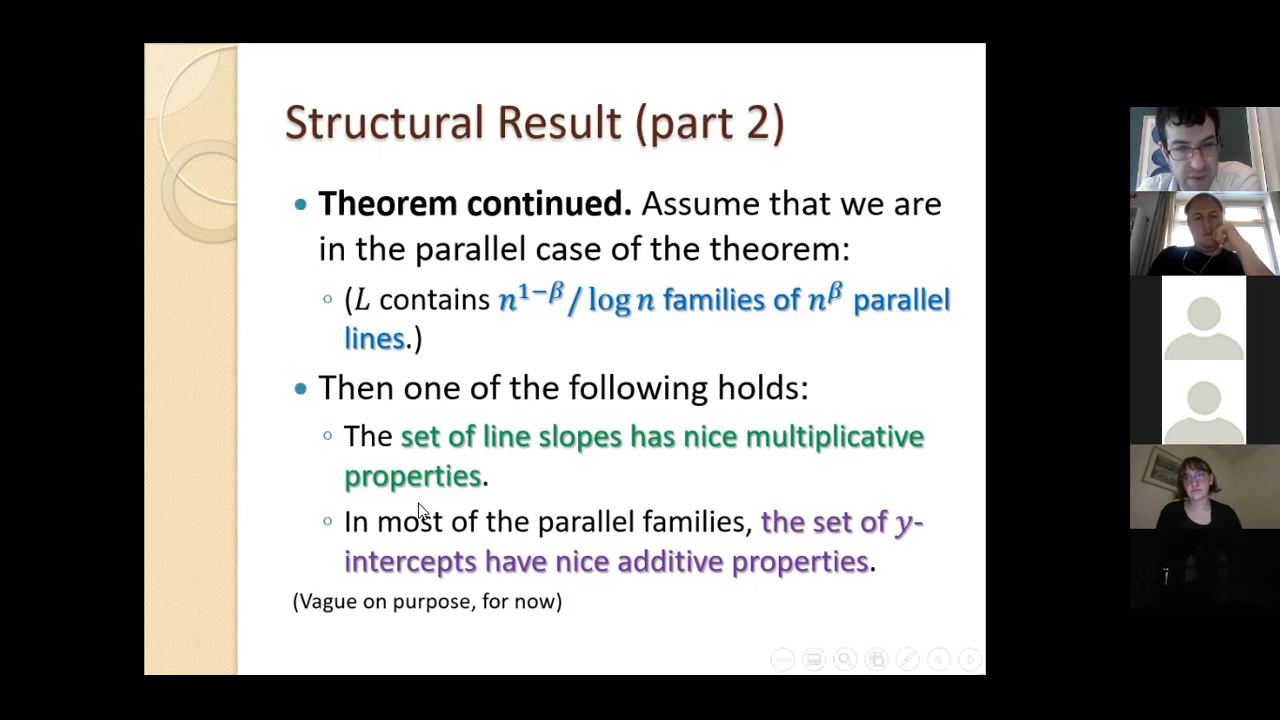 Structural Result (part 2)
• Theorem continued. Assume that we are
in the parallel case of the theorem:
◦ (L contains n^{1−β}/log n families of n^β parallel
lines.)
• Then one of the following holds:
◦ The set of line slopes has nice multiplicative
properties.
◦ In most of the parallel families, the set of y-
intercepts have nice additive properties.
(Vague on purpose, for now)